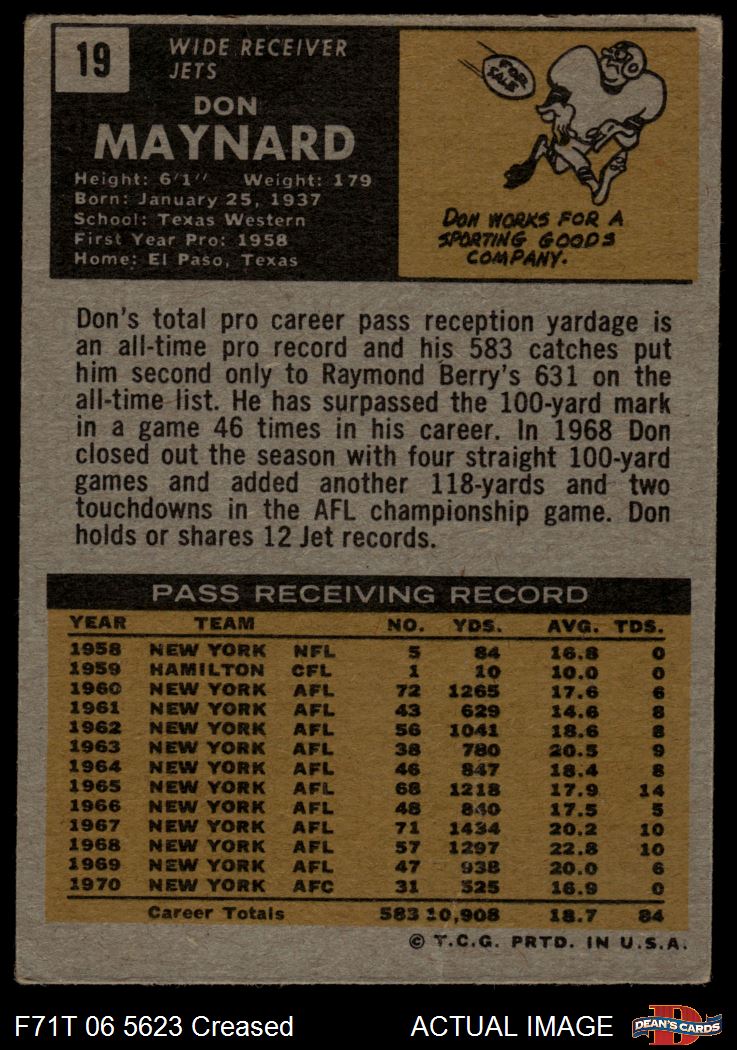 19
WIDE RECEIVER
JETS
DON
MAYNARD
Height: 6'1" Weight: 179
Born: January 25, 1937
School: Texas Western
First Year Pro: 1958
Home: El Paso, Texas
FOR
SALE
DON WORKS FOR A
SPORTING GOODS
COMPANY.
Don's total pro career pass reception yardage is
an all-time pro record and his 583 catches put
him second only to Raymond Berry's 631 on the
all-time list. He has surpassed the 100-yard mark
in a game 46 times in his career. In 1968 Don
closed out the season with four straight 100-yard
games and added another 118-yards and two
touchdowns in the AFL championship game. Don
holds or shares 12 Jet records.
PASS RECEIVING RECORD
YEAR TEAM NO. YDS. AVG. TDS.
1958 NEW YORK NFL 5 84 16.8 0
1959 HAMILTON CFL 1 10 10.0 0
1960 NEW YORK AFL 72 1265 17.6 6
1961 NEW YORK AFL 43 629 14.6 8
1962 NEW YORK AFL 56 1041 18.6 8
1963 NEW YORK AFL 38 780 20.5 9
1964 NEW YORK AFL 46 847 18.4 8
1965 NEW YORK AFL 68 1218 17.9 14
1966 NEW YORK AFL 48 840 17.5 5
1967 NEW YORK AFL 71 1434 20.2 10
1968 NEW YORK AFL 57 1297 22.8 10
1969 NEW YORK AFL 47 938 20.0 6
1970 NEW YORK AFC 31 525 16.9 0
Career Totals 583 10,908 18.7 84
© T.C.G. PRTD. IN U.S.A.
F71T 06 5623 Creased ACTUAL IMAGE
D
DEAN'S CARDS